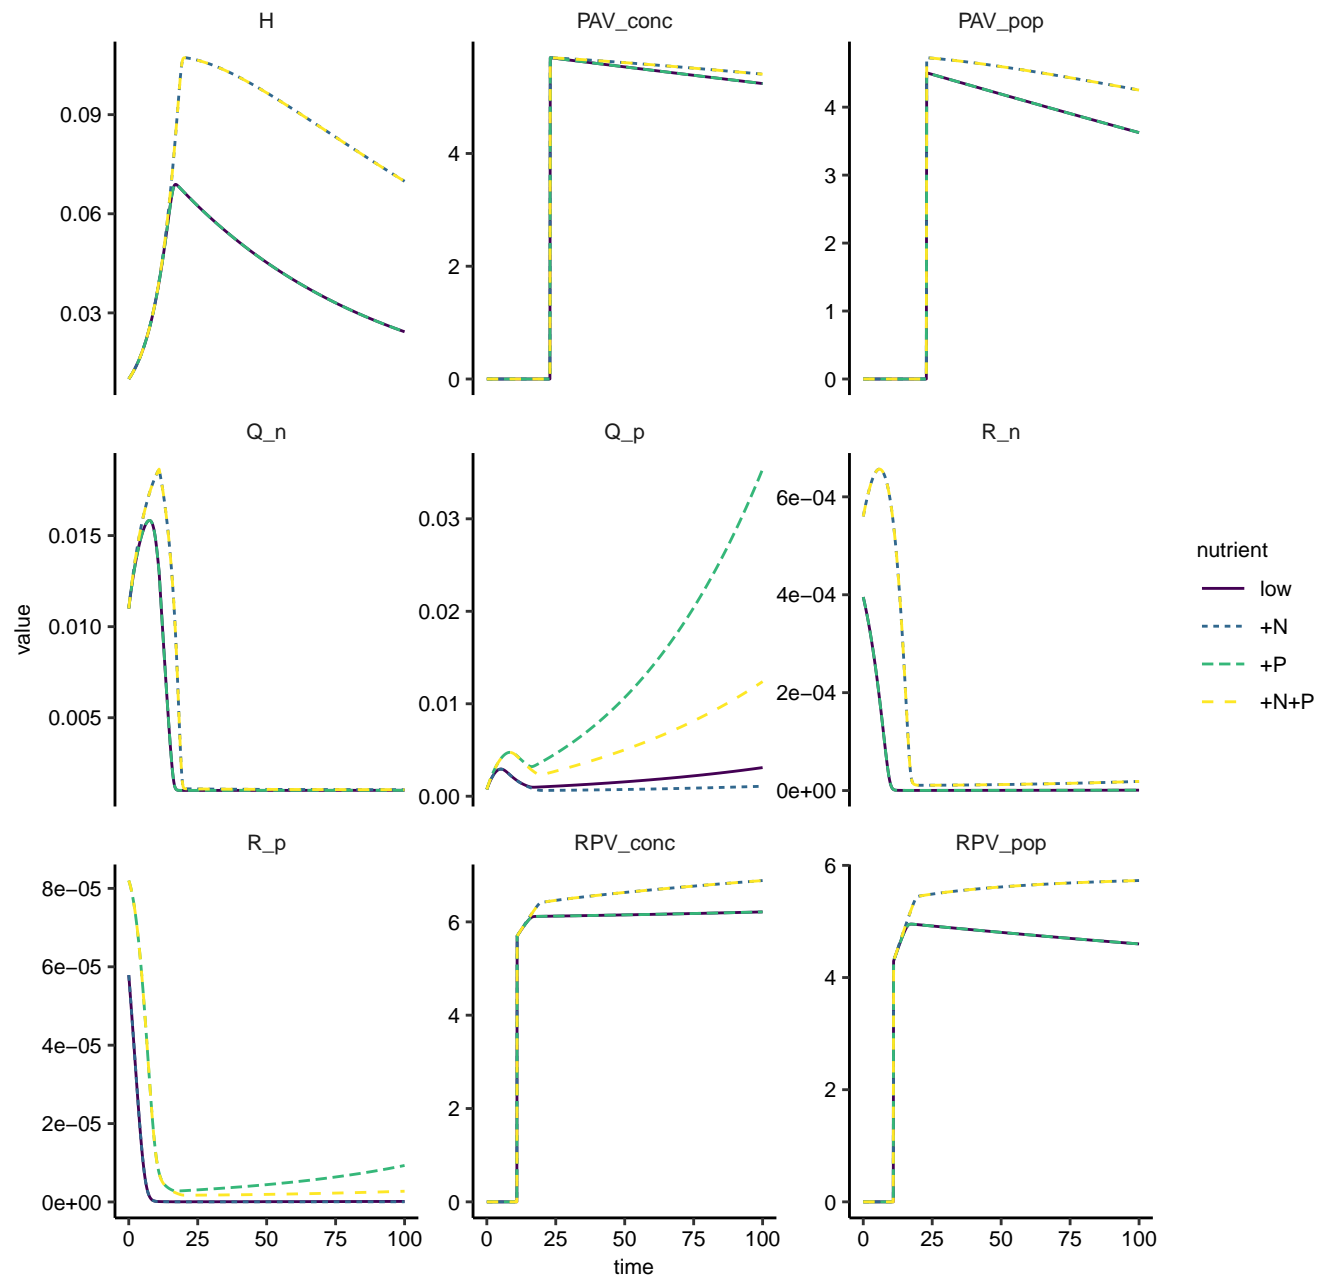 H
PAV_conc
PAV_pop
0.09
0.06
0.03
4
2
0
4
3
2
1
0
Q_n
Q_p
R_n
0.015
0.010
0.005
0.03
0.02
0.01
0.00
6e−04
4e−04
2e−04
0e+00
value
nutrient
low
+N
+P
+N+P
R_p
RPV_conc
RPV_pop
8e−05
6e−05
4e−05
2e−05
0e+00
6
4
2
0
6
4
2
0
0 25 50 75 100
0 25 50 75 100
0 25 50 75 100
time